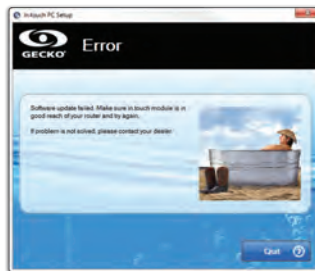 in.touch PC Setup
GECKO
Error
Software update failed. Make sure in.touch module is in
good reach of your router and try again.
If problem is not solved, please contact your dealer
Quit